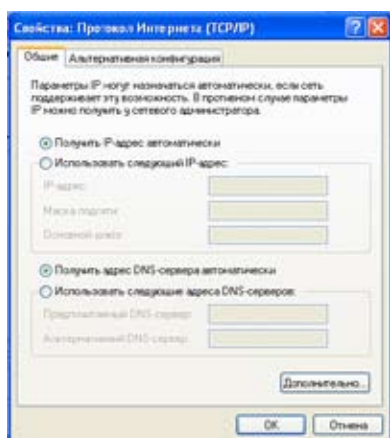 Свойства: Протокол Интернета (TCP/IP)
Общие
Альтернативная конфигурация
Параметры IP могут назначаться автоматически, если сеть
поддерживает эту возможность. В противном случае параметры
IP можно получить у сетевого администратора.
Получить IP-адрес автоматически
Использовать следующий IP-адрес:
IP-адрес:
Маска подсети:
Основной шлюз:
Получить адрес DNS-сервера автоматически
Использовать следующие адреса DNS-серверов:
Предпочитаемый DNS-сервер:
Альтернативный DNS-сервер:
Дополнительно...
OK
Отмена